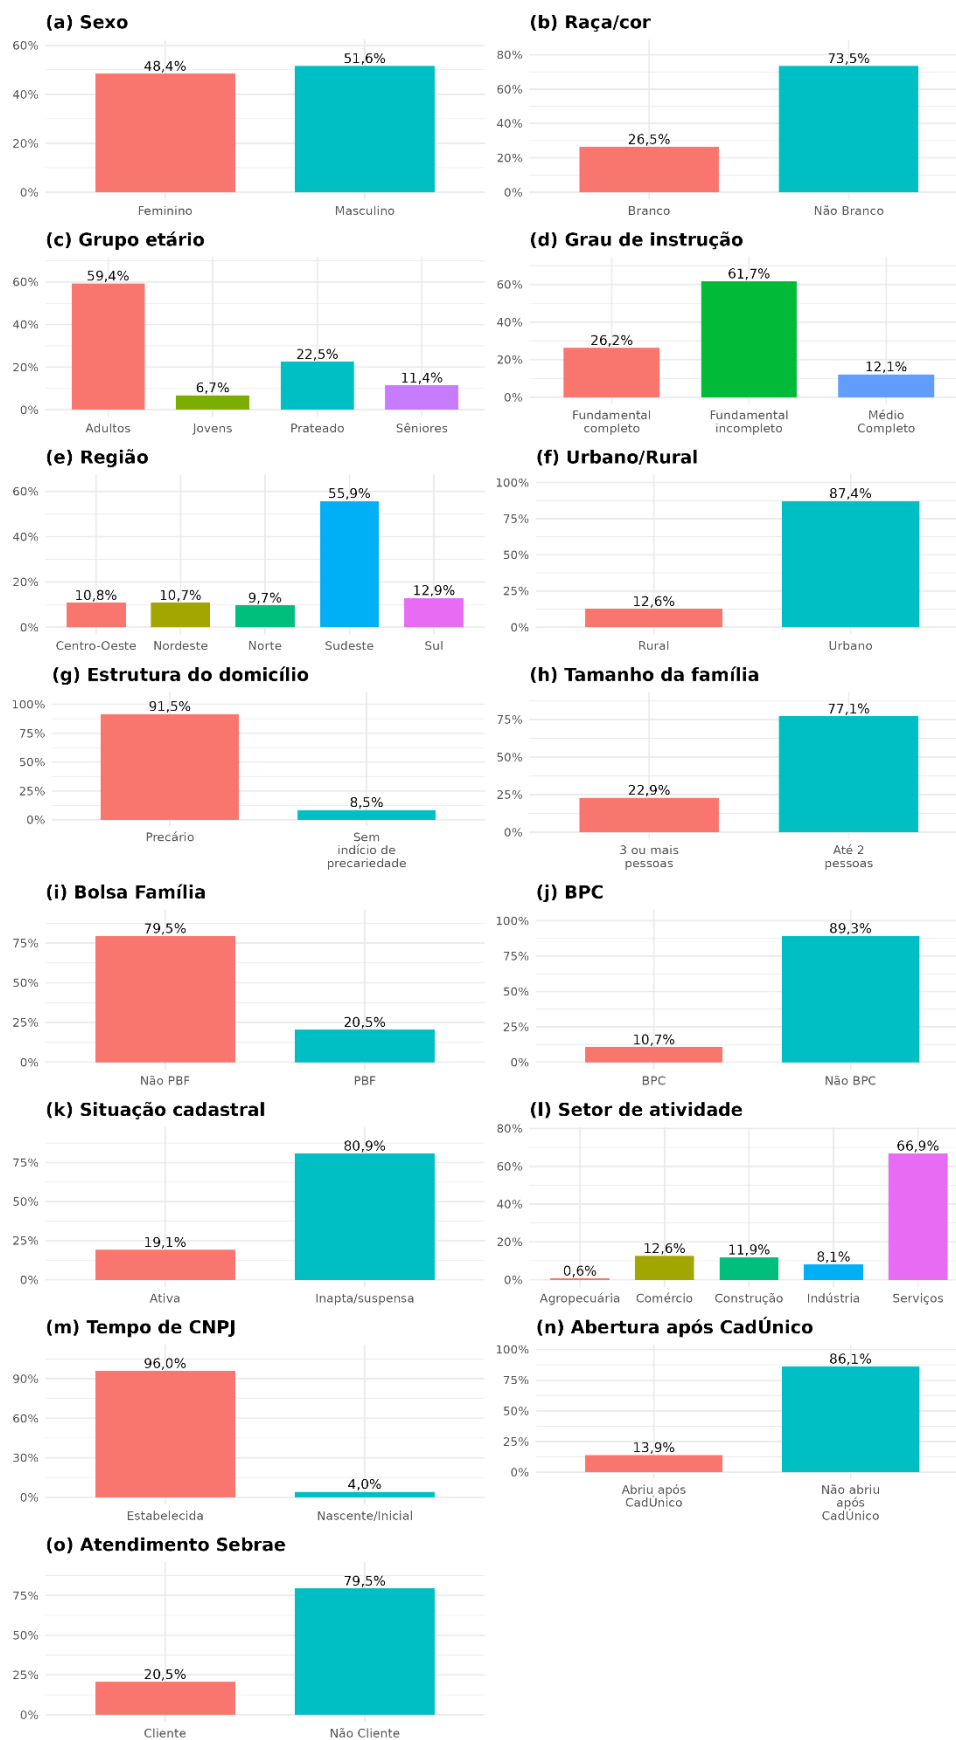 (a) Sexo
60%
40%
20%
0%
48,4%
51,6%
Feminino
Masculino
(b) Raça/cor
80%
60%
40%
20%
0%
26,5%
73,5%
Branco
Não Branco
(c) Grupo etário
60%
40%
20%
0%
59,4%
6,7%
22,5%
11,4%
Adultos
Jovens
Prateado
Sêniores
(d) Grau de instrução
60%
40%
20%
0%
26,2%
61,7%
12,1%
Fundamental
completo
Fundamental
incompleto
Médio
Completo
(e) Região
60%
40%
20%
0%
10,8%
10,7%
9,7%
55,9%
12,9%
Centro-Oeste
Nordeste
Norte
Sudeste
Sul
(f) Urbano/Rural
100%
75%
50%
25%
0%
12,6%
87,4%
Rural
Urbano
(g) Estrutura do domicílio
100%
75%
50%
25%
0%
91,5%
8,5%
Precário
Sem
indício de
precariedade
(h) Tamanho da família
75%
50%
25%
0%
22,9%
77,1%
3 ou mais
pessoas
Até 2
pessoas
(i) Bolsa Família
75%
50%
25%
0%
79,5%
20,5%
Não PBF
PBF
(j) BPC
100%
75%
50%
25%
0%
10,7%
89,3%
BPC
Não BPC
(k) Situação cadastral
75%
50%
25%
0%
19,1%
80,9%
Ativa
Inapta/suspensa
(l) Setor de atividade
80%
60%
40%
20%
0%
0,6%
12,6%
11,9%
8,1%
66,9%
Agropecuária
Comércio
Construção
Indústria
Serviços
(m) Tempo de CNPJ
90%
60%
30%
0%
96,0%
4,0%
Estabelecida
Nascente/Inicial
(n) Abertura após CadÚnico
100%
75%
50%
25%
0%
13,9%
86,1%
Abriu após
CadÚnico
Não abriu
após
CadÚnico
(o) Atendimento Sebrae
75%
50%
25%
0%
20,5%
79,5%
Cliente
Não Cliente